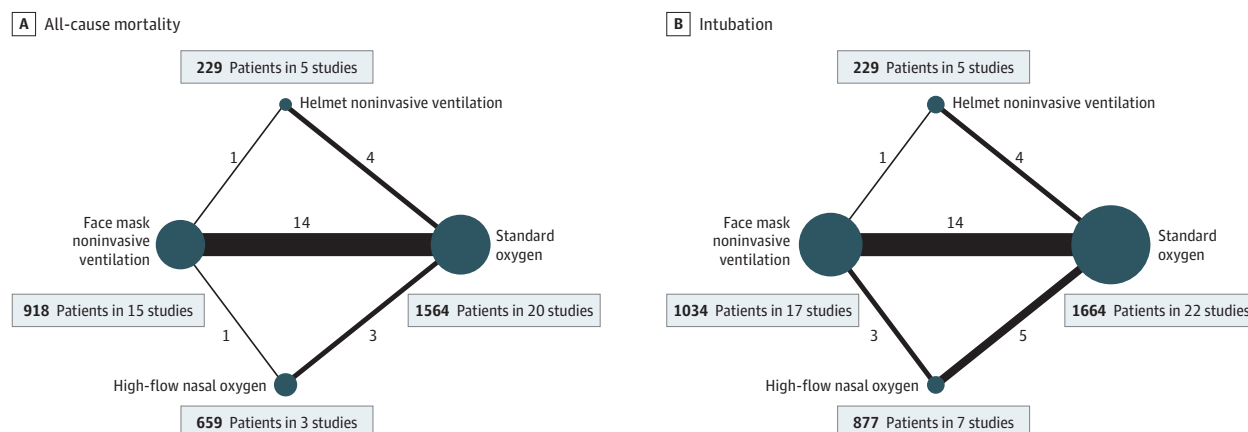 A All-cause mortality
229 Patients in 5 studies
Helmet noninvasive ventilation
1
4
14
Face mask
noninvasive
ventilation
Standard
oxygen
918 Patients in 15 studies
1564 Patients in 20 studies
1
3
High-flow nasal oxygen
659 Patients in 3 studies
B Intubation
229 Patients in 5 studies
Helmet noninvasive ventilation
1
4
14
Face mask
noninvasive
ventilation
Standard
oxygen
1034 Patients in 17 studies
1664 Patients in 22 studies
3
5
High-flow nasal oxygen
877 Patients in 7 studies